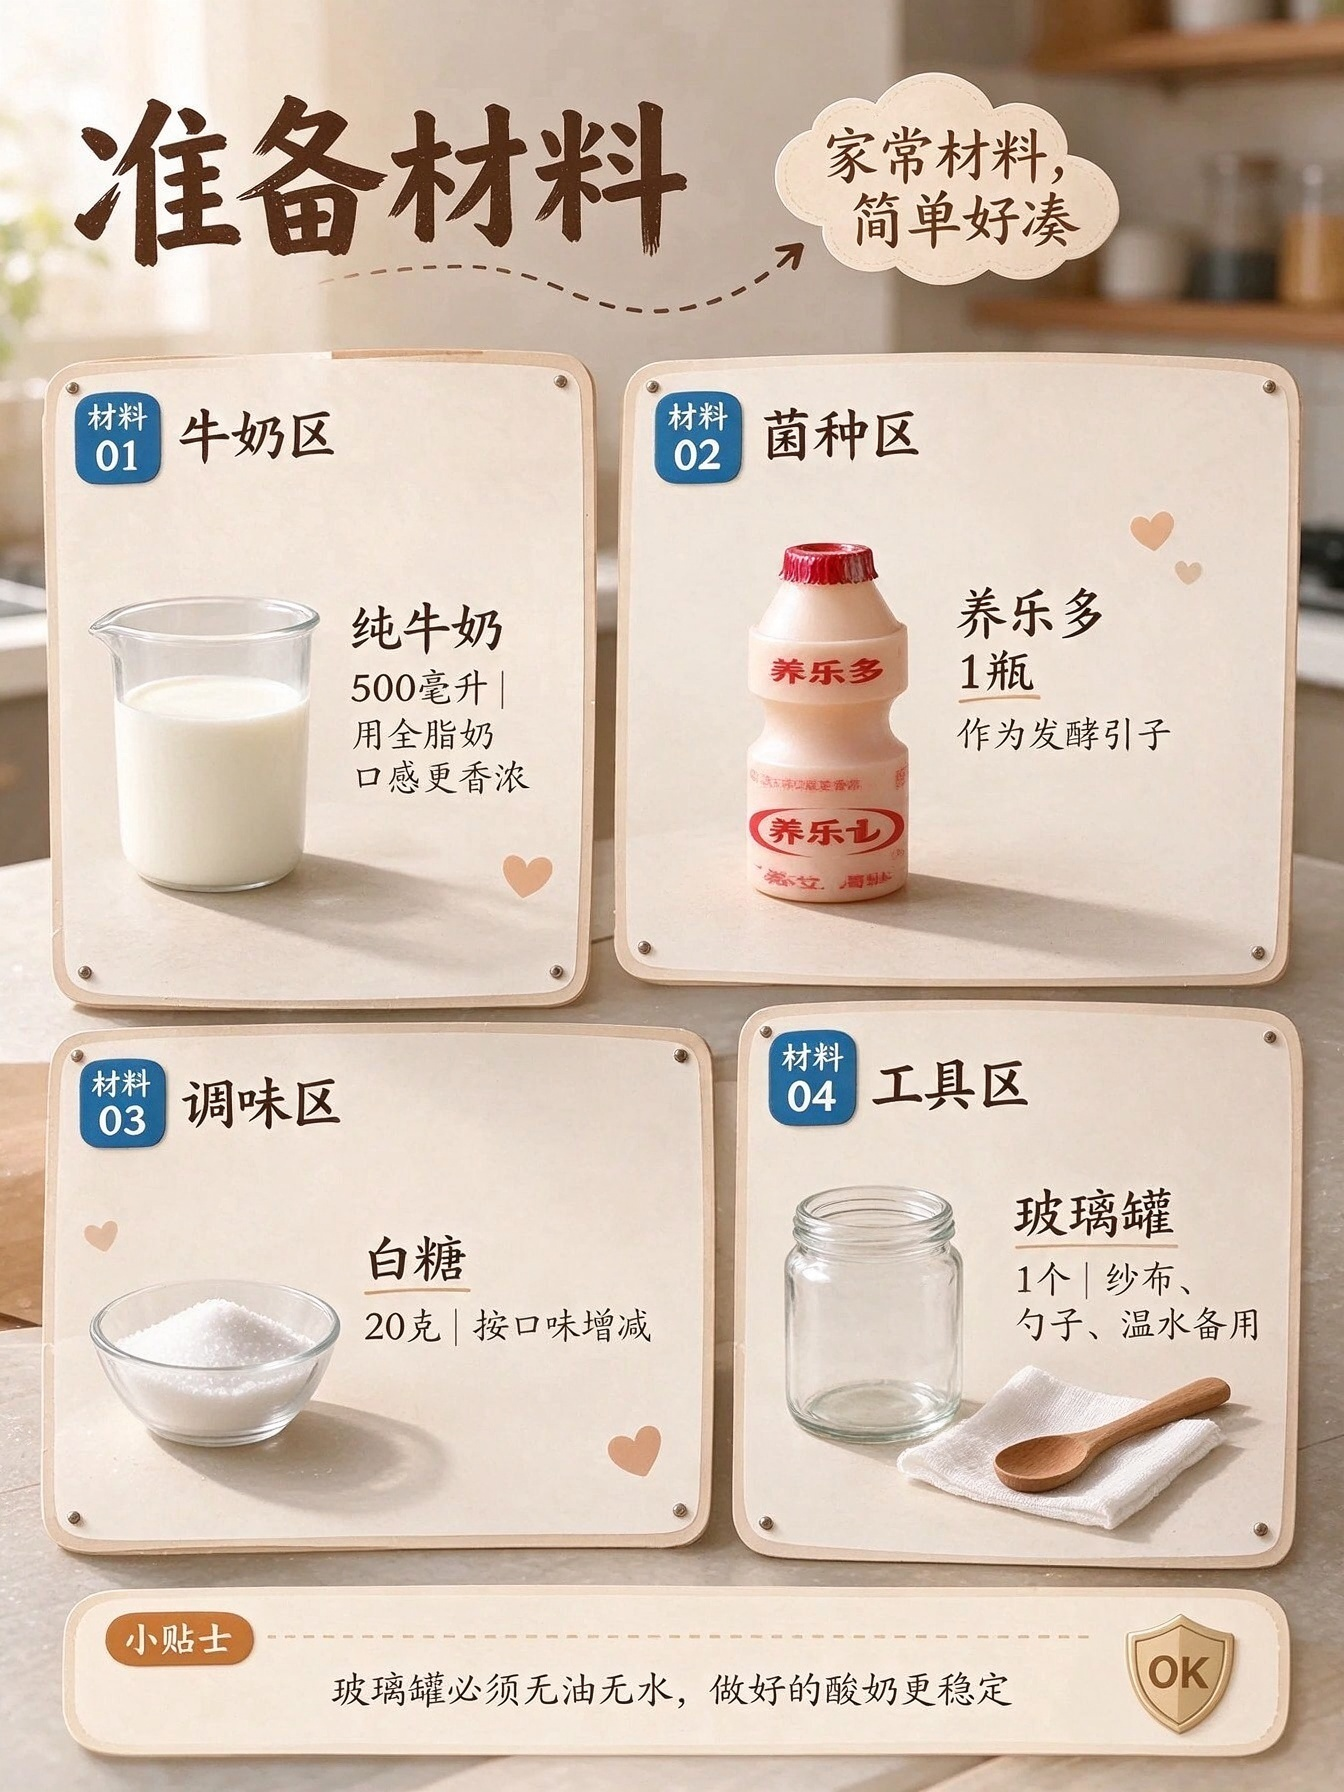 准备材料
家常材料，
简单好凑
材料
01
牛奶区
纯牛奶
500毫升|
用全脂奶
口感更香浓
材料
02
菌种区
养乐多
养乐
养乐多
1瓶
作为发酵引子
材料
03
调味区
白糖
20克|按口味增减
材料
04
工具区
玻璃罐
1个|纱布、
勺子、温水备用
小贴士
玻璃罐必须无油无水，做好的酸奶更稳定
OK